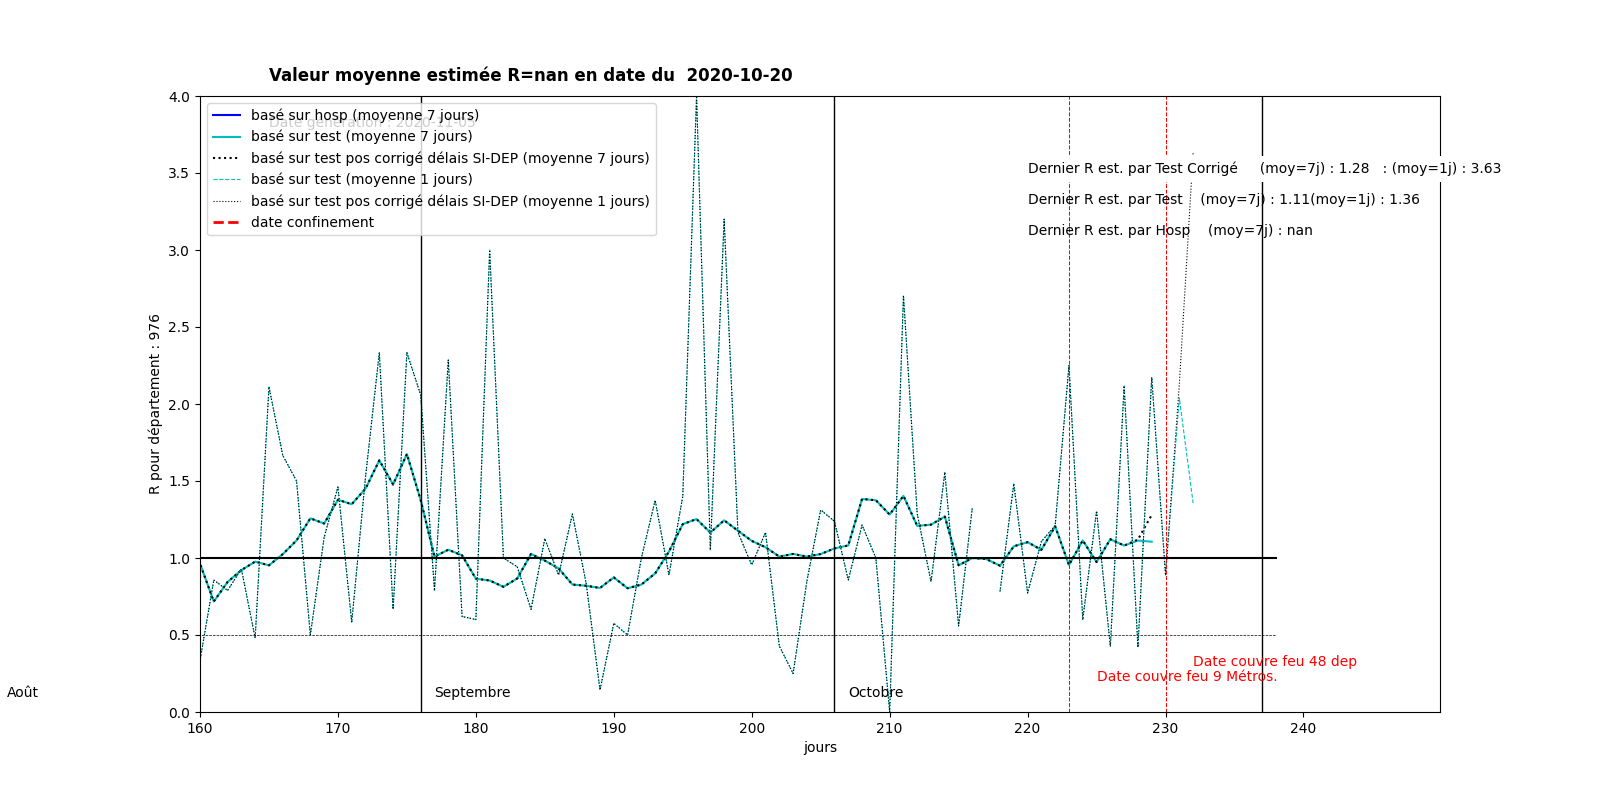 Valeur moyenne estimée R=nan en date du  2020-10-20
Date génération : 2020-11-05
basé sur hosp (moyenne 7 jours)
basé sur test (moyenne 7 jours)
basé sur test pos corrigé délais SI-DEP (moyenne 7 jours)
basé sur test (moyenne 1 jours)
basé sur test pos corrigé délais SI-DEP (moyenne 1 jours)
date confinement
Dernier R est. par Test Corrigé     (moy=7j) : 1.28   : (moy=1j) : 3.63
Dernier R est. par Test    (moy=7j) : 1.11(moy=1j) : 1.36
Dernier R est. par Hosp    (moy=7j) : nan
4.0
3.5
3.0
2.5
2.0
1.5
1.0
0.5
0.0
R pour département : 976
Date couvre feu 48 dep
Date couvre feu 9 Métros.
Août
Septembre
Octobre
160 170 180 190 200 210 220 230 240
jours